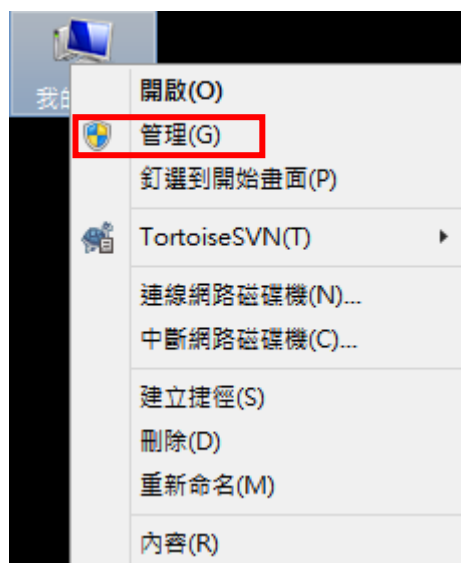 我的
開啟(O)
管理(G)
釘選到開始畫面(P)
TortoiseSVN(T)
連線網路磁碟機(N)...
中斷網路磁碟機(C)...
建立捷徑(S)
刪除(D)
重新命名(M)
內容(R)